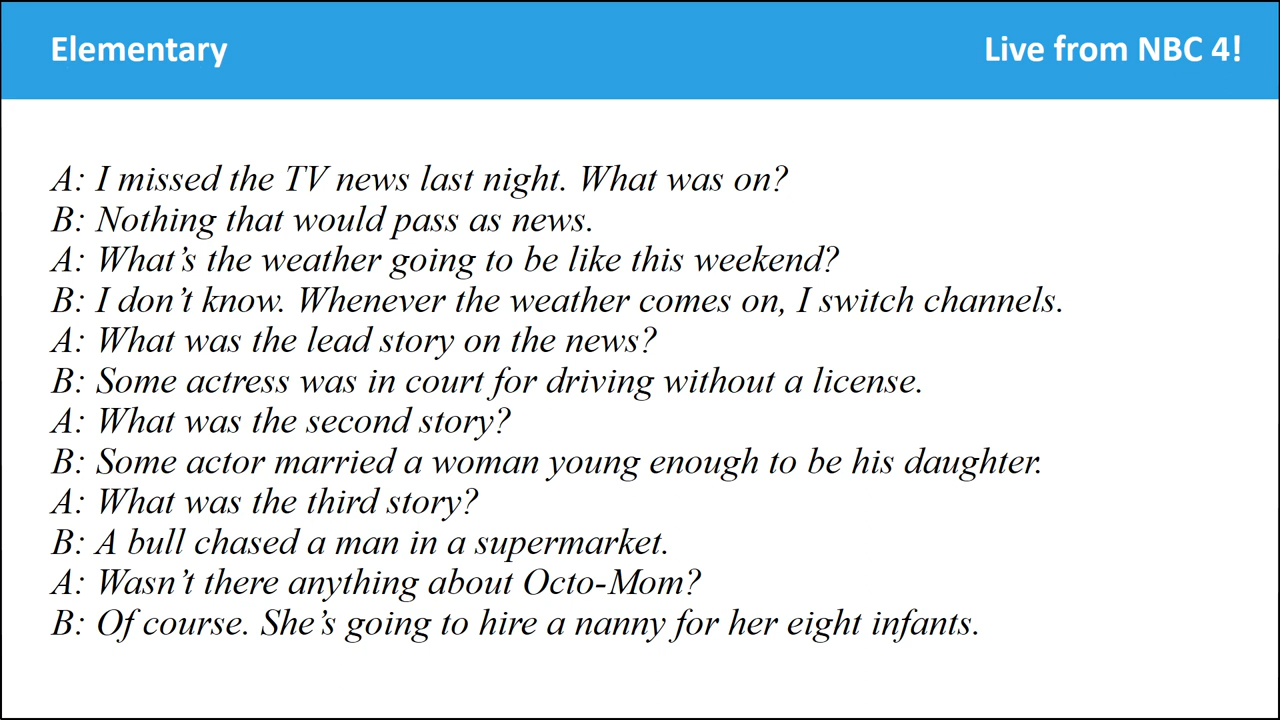 Elementary
Live from NBC 4!
A: I missed the TV news last night. What was on?
B: Nothing that would pass as news.
A: What’s the weather going to be like this weekend?
B: I don’t know. Whenever the weather comes on, I switch channels.
A: What was the lead story on the news?
B: Some actress was in court for driving without a license.
A: What was the second story?
B: Some actor married a woman young enough to be his daughter.
A: What was the third story?
B: A bull chased a man in a supermarket.
A: Wasn’t there anything about Octo-Mom?
B: Of course. She’s going to hire a nanny for her eight infants.